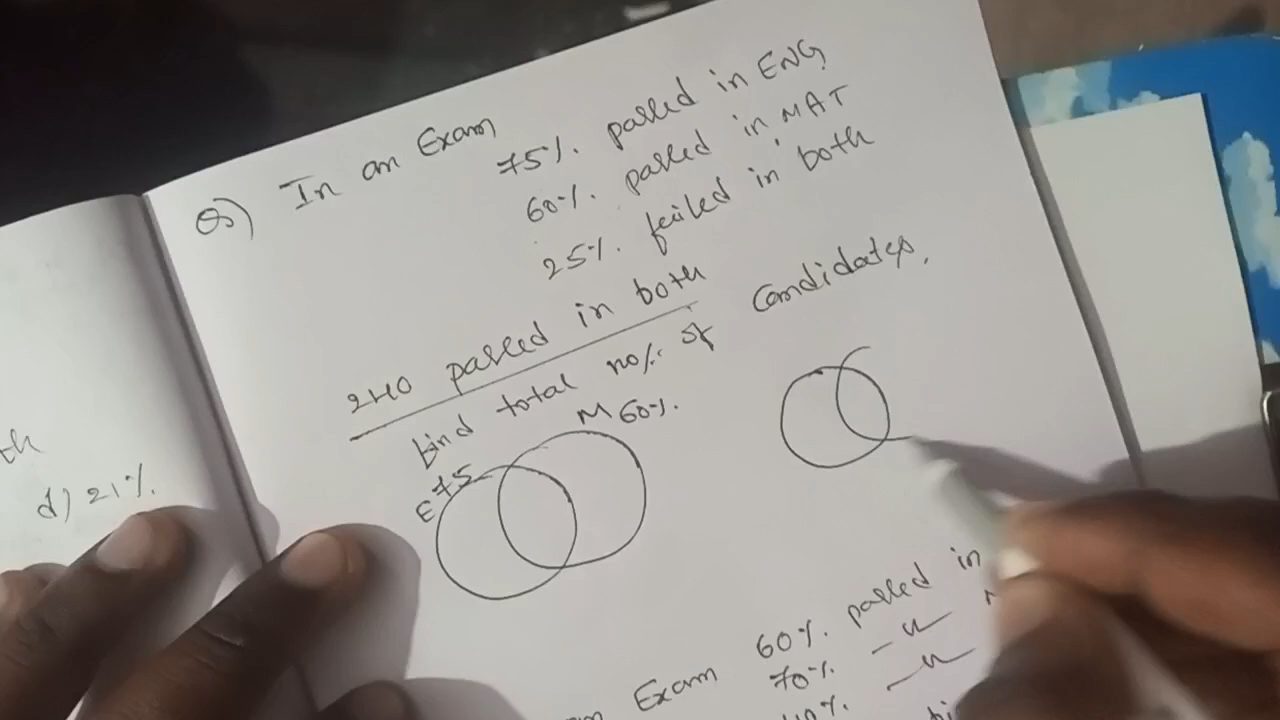 Q) In an Exam 75%. passed in ENG
60%. passed in MAT
25%. failed in both
240 passed in both
find total no%. of Candidates.
M 60%.
E 75
th
d) 21%.
Exam 60%. passed in
70%.